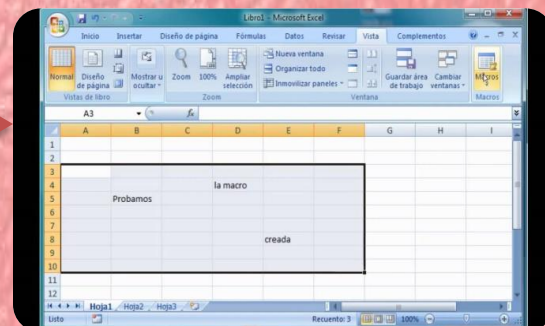 Libro1 - Microsoft Excel
Inicio Insertar Diseño de página Fórmulas Datos Revisar Vista Complementos
Normal Diseño de página Mostrar u ocultar Zoom 100% Ampliar selección Nueva ventana Organizar todo Inmovilizar paneles Guardar área de trabajo Cambiar ventanas Macros
Vistas de libro Zoom Ventana Macros
A3 fx
A B C D E F G H I
1
2
3
4 la macro
5 Probamos
6
7
8 creada
9
10
11
12
Hoja1 Hoja2 Hoja3
Listo Recuento: 3 100%